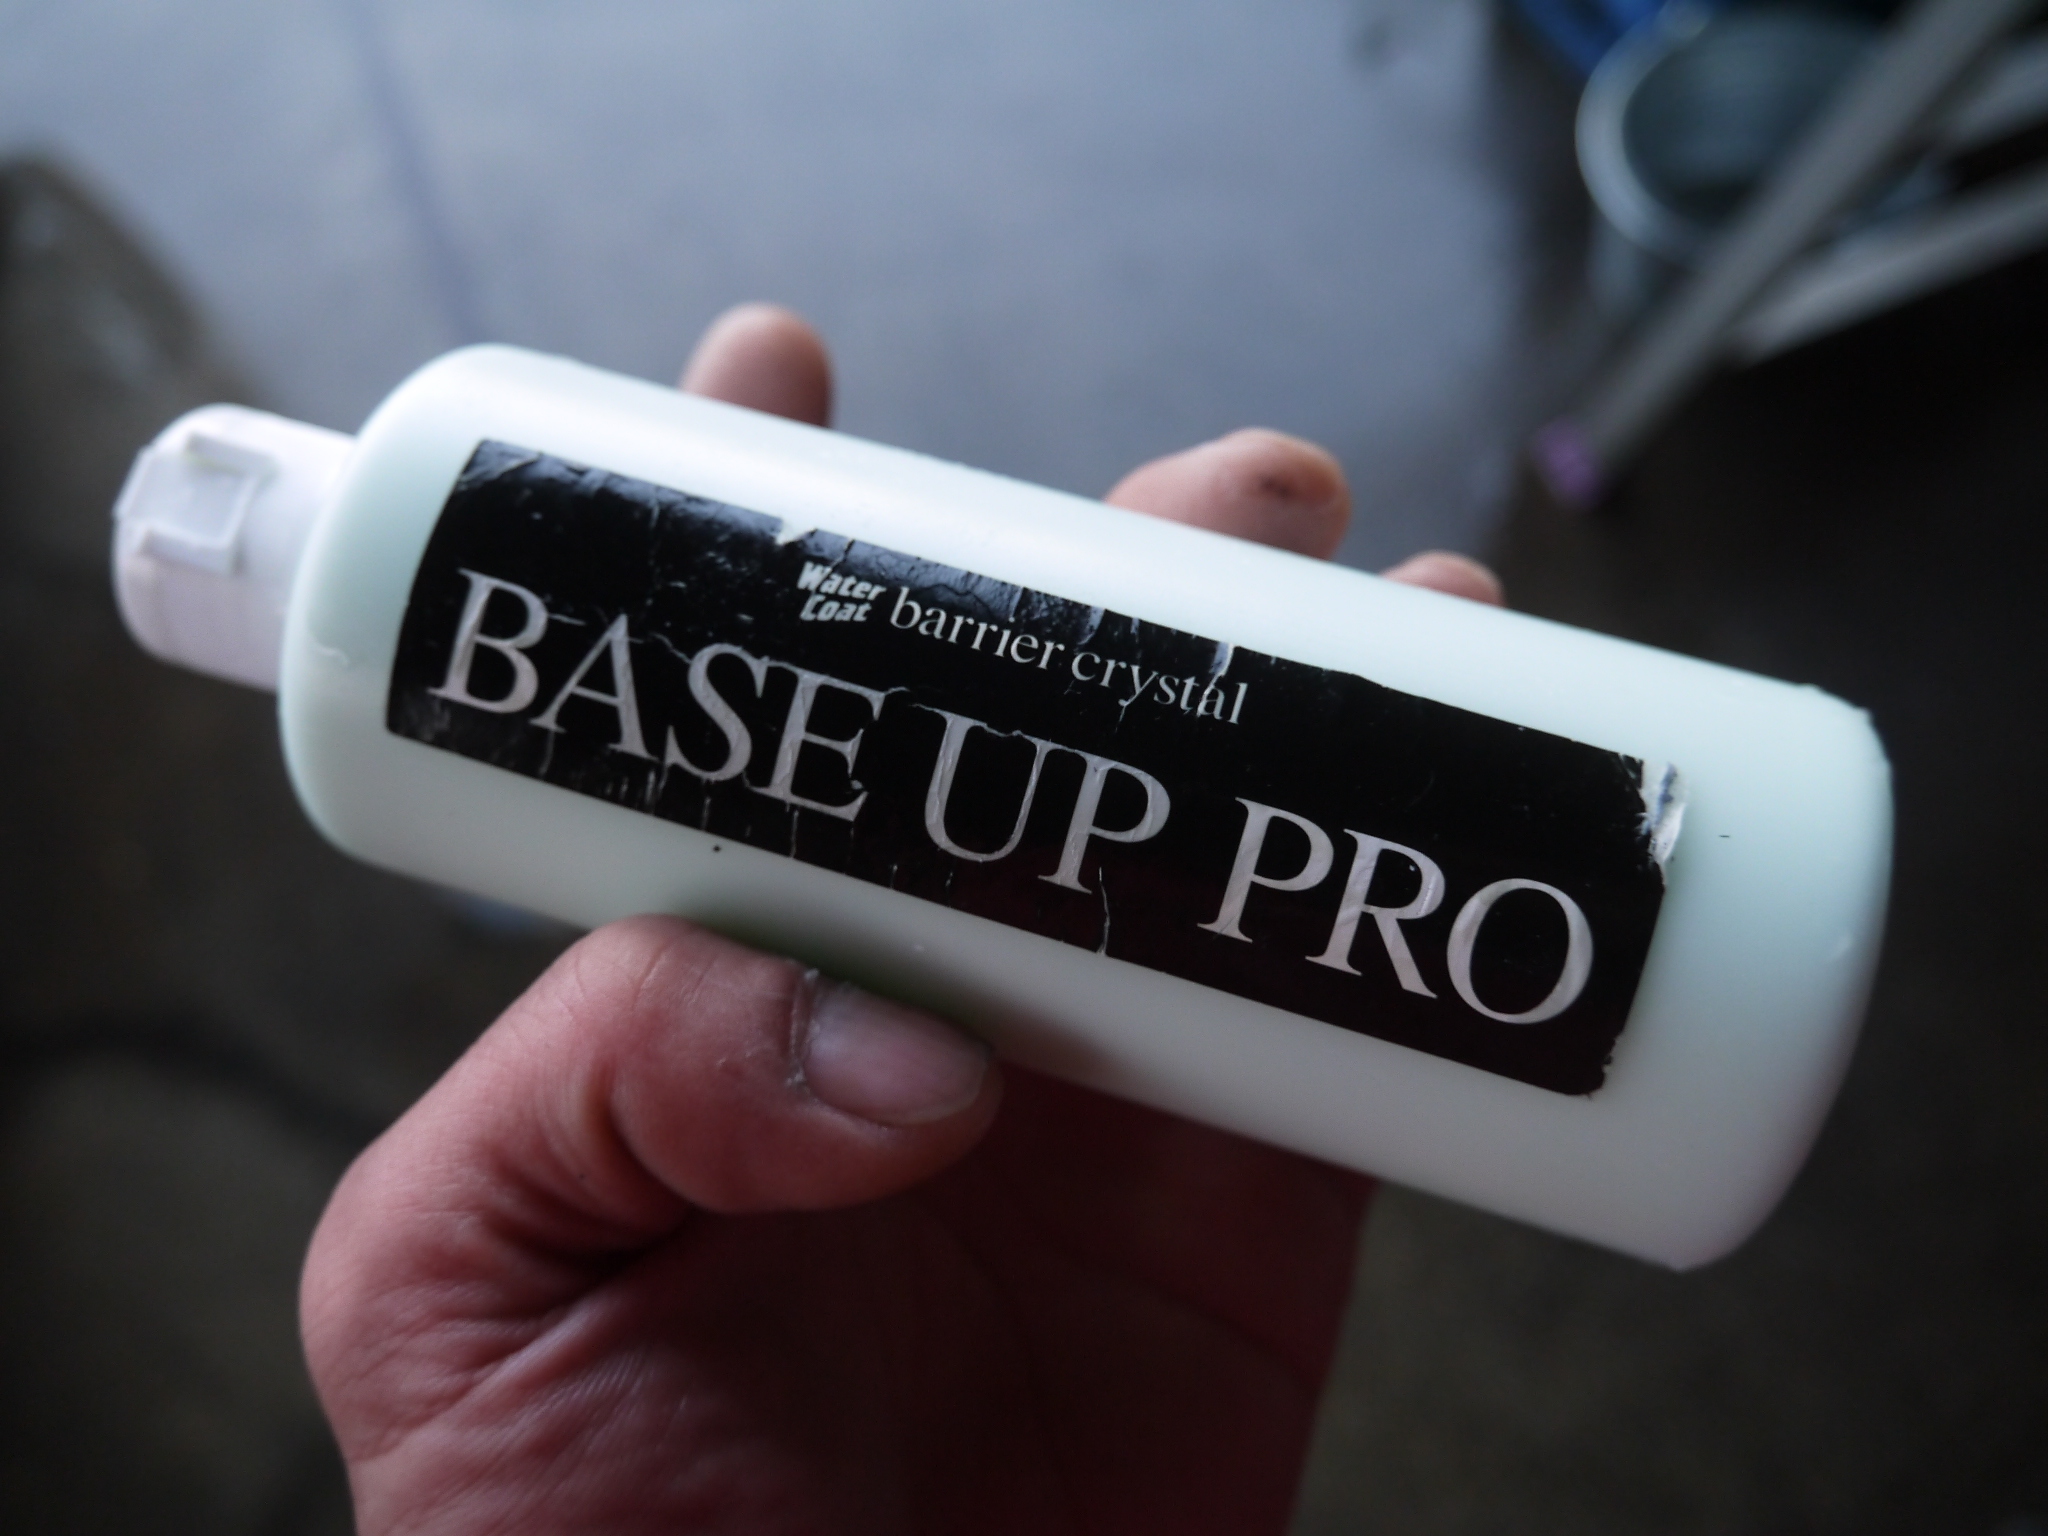 Water
Coat
barrier crystal
BASE UP PRO